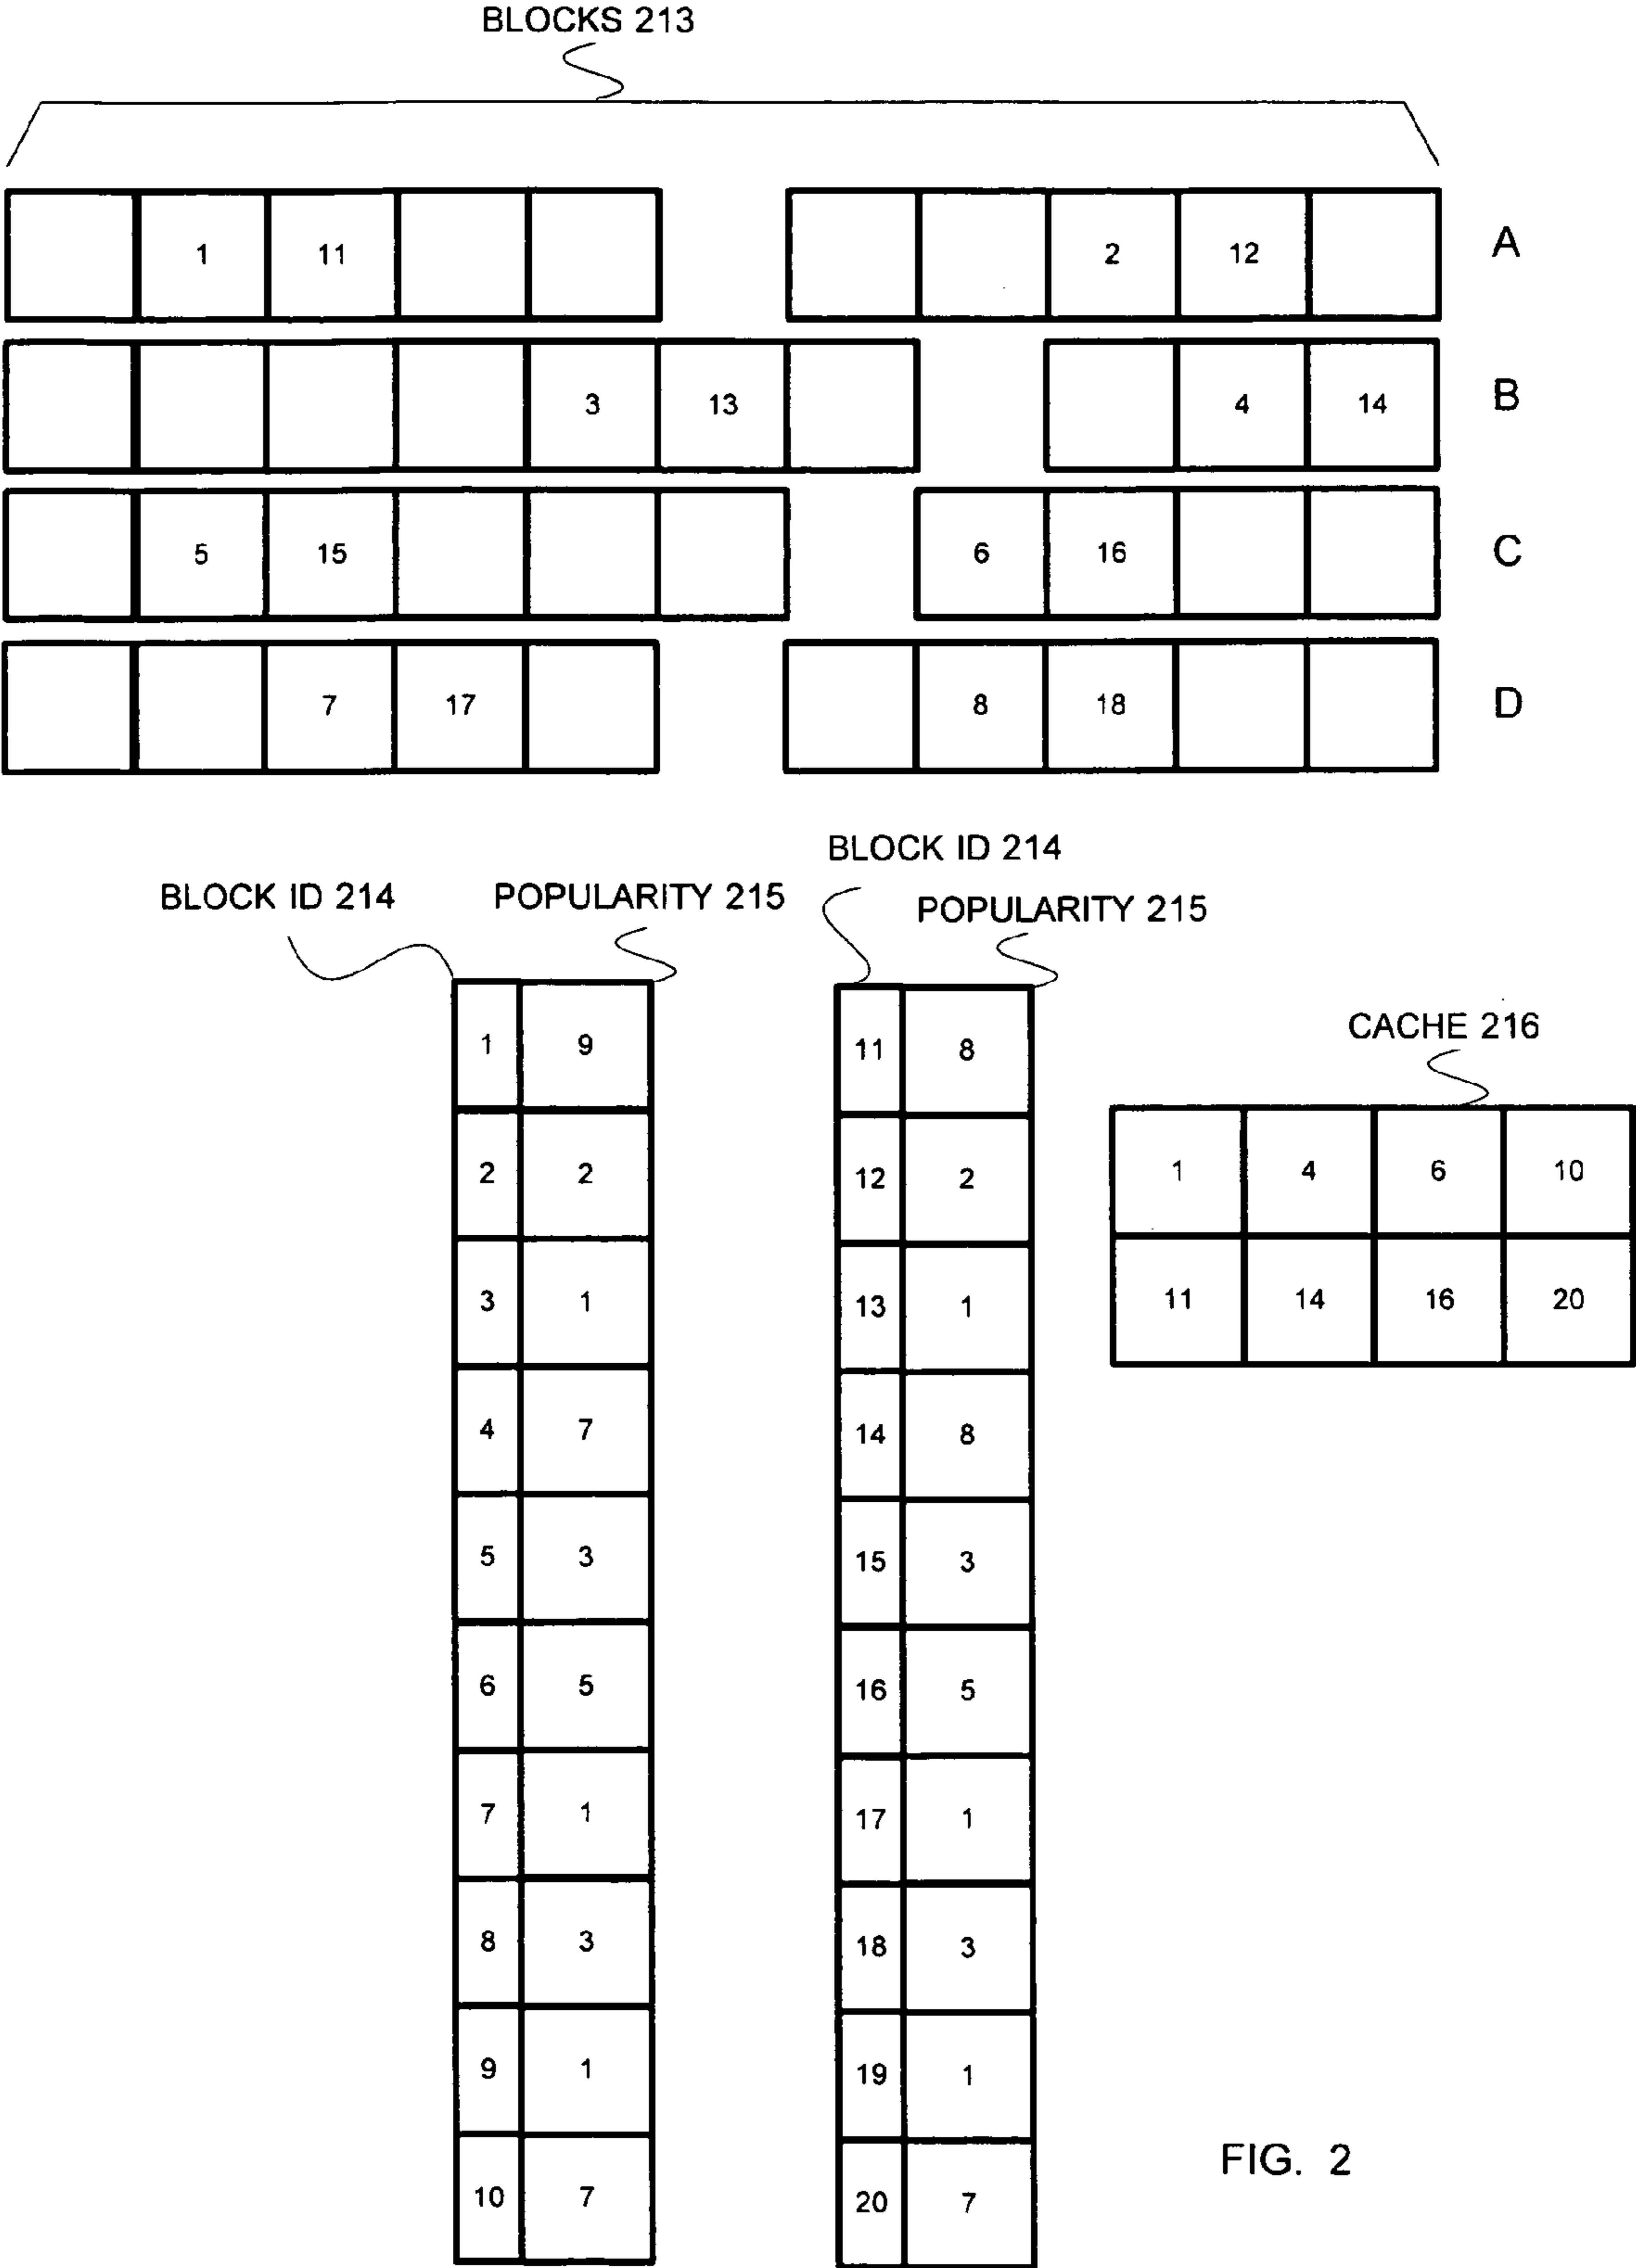 BLOCKS 213
1 11 2 12 A
3 13 4 14 B
5 15 6 16 C
7 17 8 18 D
BLOCK ID 214
BLOCK ID 214 POPULARITY 215
POPULARITY 215
1 9
2 2
3 1
4 7
5 3
6 5
7 1
8 3
9 1
10 7
11 8
12 2
13 1
14 8
15 3
16 5
17 1
18 3
19 1
20 7
CACHE 216
1 4 6 10
11 14 16 20
FIG. 2